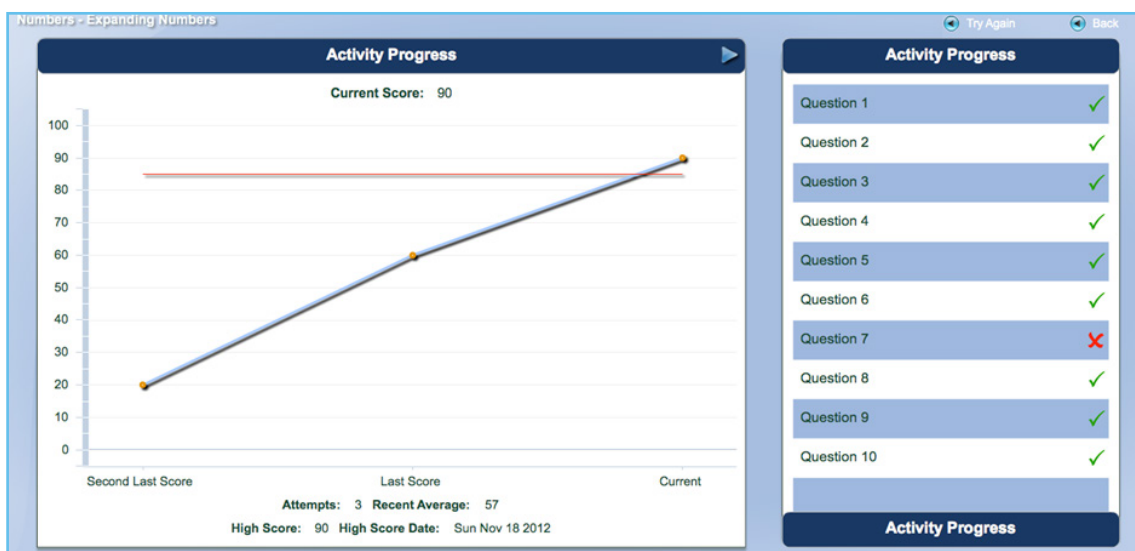 Numbers - Expanding Numbers
Try Again
Back
Activity Progress
Current Score: 90
100
90
80
70
60
50
40
30
20
10
0
Second Last Score
Last Score
Current
Attempts: 3 Recent Average: 57
High Score: 90 High Score Date: Sun Nov 18 2012
Activity Progress
Question 1
Question 2
Question 3
Question 4
Question 5
Question 6
Question 7
Question 8
Question 9
Question 10
Activity Progress